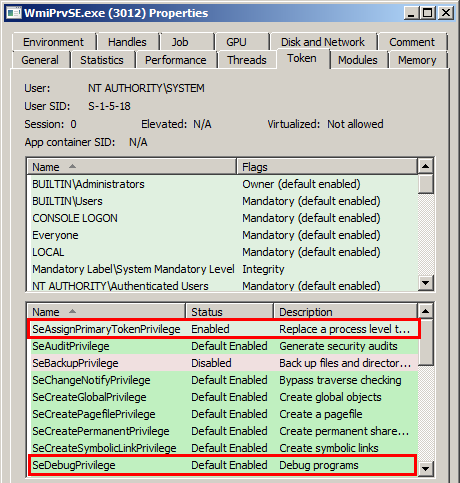 WmiPrvSE.exe (3012) Properties
Environment Handles Job GPU Disk and Network Comment
General Statistics Performance Threads Token Modules Memory
User: NT AUTHORITY\SYSTEM
User SID: S-1-5-18
Session: 0 Elevated: N/A Virtualized: Not allowed
App container SID: N/A
Name Flags
BUILTIN\Administrators Owner (default enabled)
BUILTIN\Users Mandatory (default enabled)
CONSOLE LOGON Mandatory (default enabled)
Everyone Mandatory (default enabled)
LOCAL Mandatory (default enabled)
Mandatory Label\System Mandatory Level Integrity
NT AUTHORITY\Authenticated Users Mandatory (default enabled)
Name Status Description
SeAssignPrimaryTokenPrivilege Enabled Replace a process level t...
SeAuditPrivilege Default Enabled Generate security audits
SeBackupPrivilege Disabled Back up files and director...
SeChangeNotifyPrivilege Default Enabled Bypass traverse checking
SeCreateGlobalPrivilege Default Enabled Create global objects
SeCreatePagefilePrivilege Default Enabled Create a pagefile
SeCreatePermanentPrivilege Default Enabled Create permanent share...
SeCreateSymbolicLinkPrivilege Default Enabled Create symbolic links
SeDebugPrivilege Default Enabled Debug programs